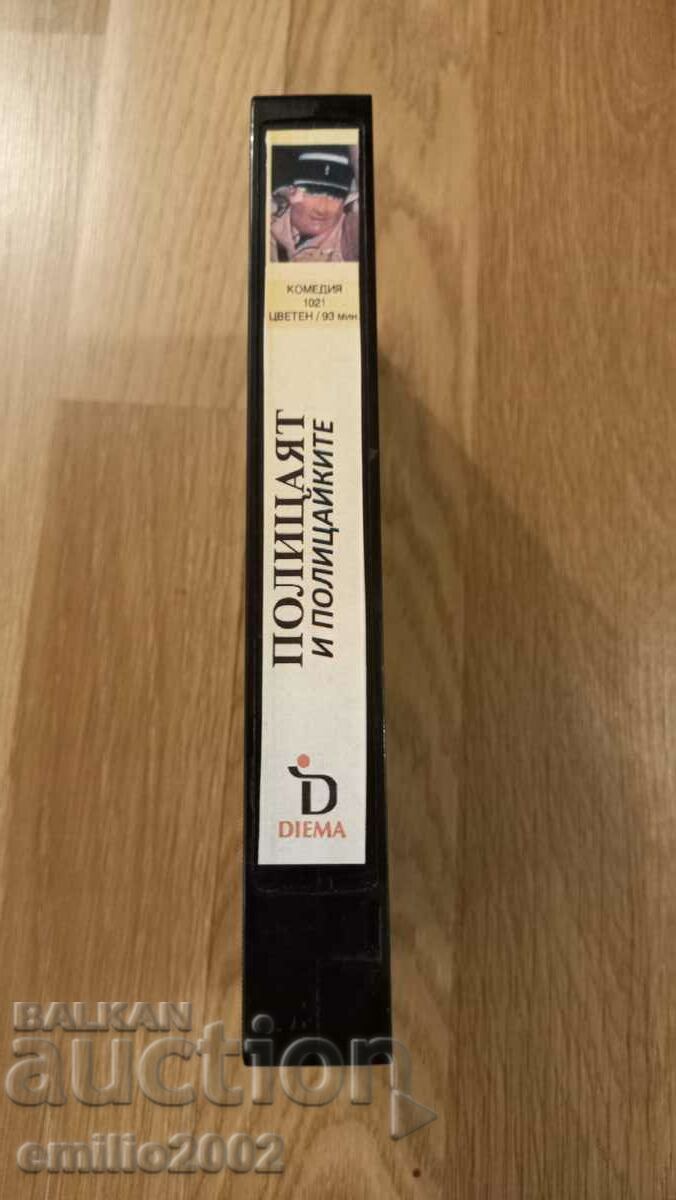 КОМЕДИЯ
1021
ЦВЕТЕН / 93 мин.
ПОЛИЦАЯТ
И ПОЛИЦАЙКИТЕ
D
DIEMA
BALKAN
auction
emilio2002